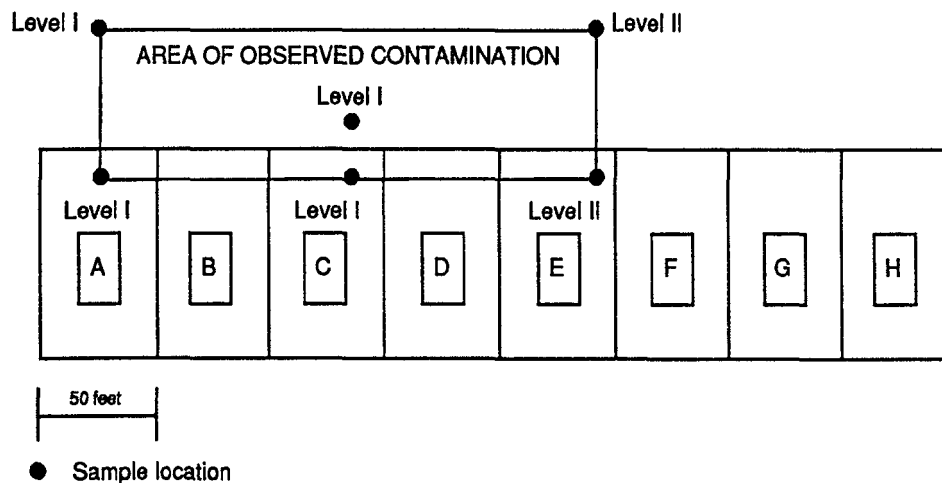 Level I Level II
AREA OF OBSERVED CONTAMINATION
Level I
Level I Level I Level II
A B C D E F G H
50 feet
Sample location